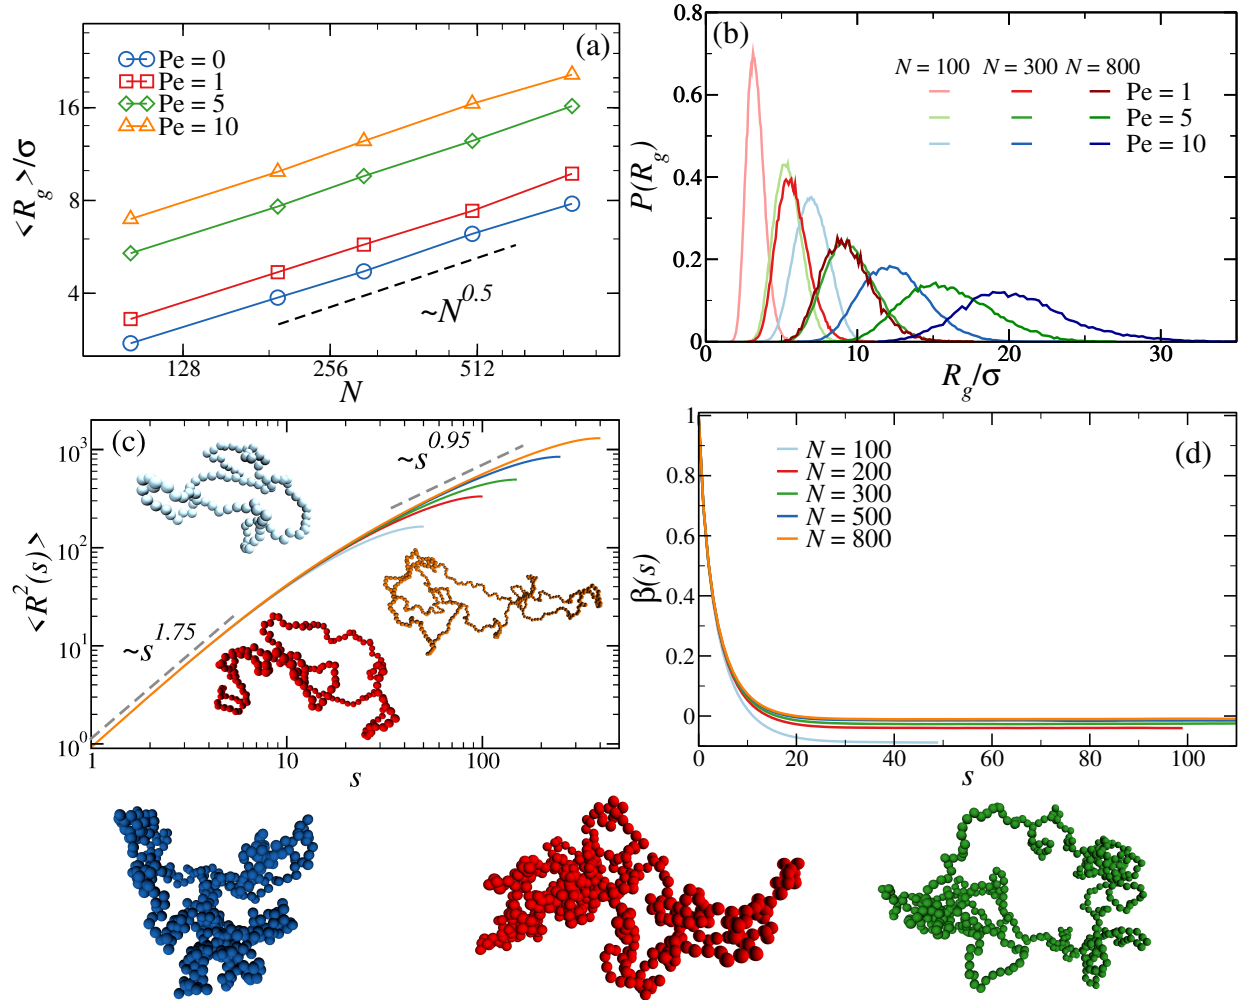 (a)
Pe = 0
Pe = 1
Pe = 5
Pe = 10
16
8
4
<R_g>/σ
~N^0.5
128
256
512
N
(b)
0.8
0.6
0.4
0.2
0
P(R_g)
N = 100 N = 300 N = 800
Pe = 1
Pe = 5
Pe = 10
0
10
20
30
R_g/σ
(c)
10^3
10^2
10^1
10^0
<R^2(s)>
~s^0.95
~s^1.75
1
10
100
s
(d)
1
0.8
0.6
0.4
0.2
0
β(s)
N = 100
N = 200
N = 300
N = 500
N = 800
0
20
40
60
80
100
s